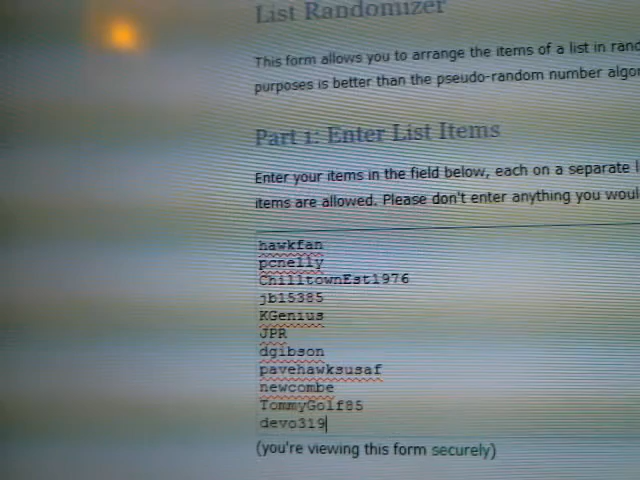 List Randomizer
This form allows you to arrange the items of a list in
purposes is better than the pseudo-random number
Part 1: Enter List Items
Enter your items in the field below, each on a separate
items are allowed. Please don't enter anything you
hawkfan
pcnelly
ChilltownEst1976
jb15385
KGenius
JPR
dgibson
pavehawksusaf
newcombe
TommyGolf85
devo319
(you're viewing this form securely)